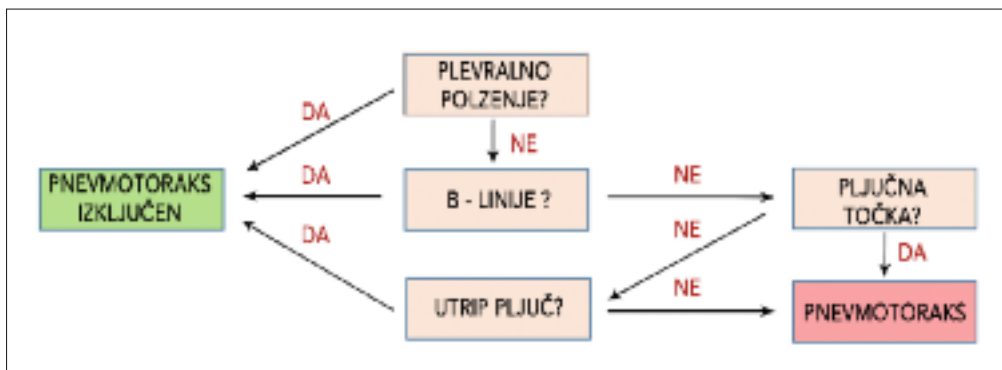 PLEVRALNO
POLZENJE?
DA
NE
PNEVMOTORAKS
IZKLJUČEN
DA
B - LINIJE ?
NE
PLJUČNA
TOČKA?
DA
NE
DA
UTRIP PLJUČ?
NE
PNEVMOTORAKS